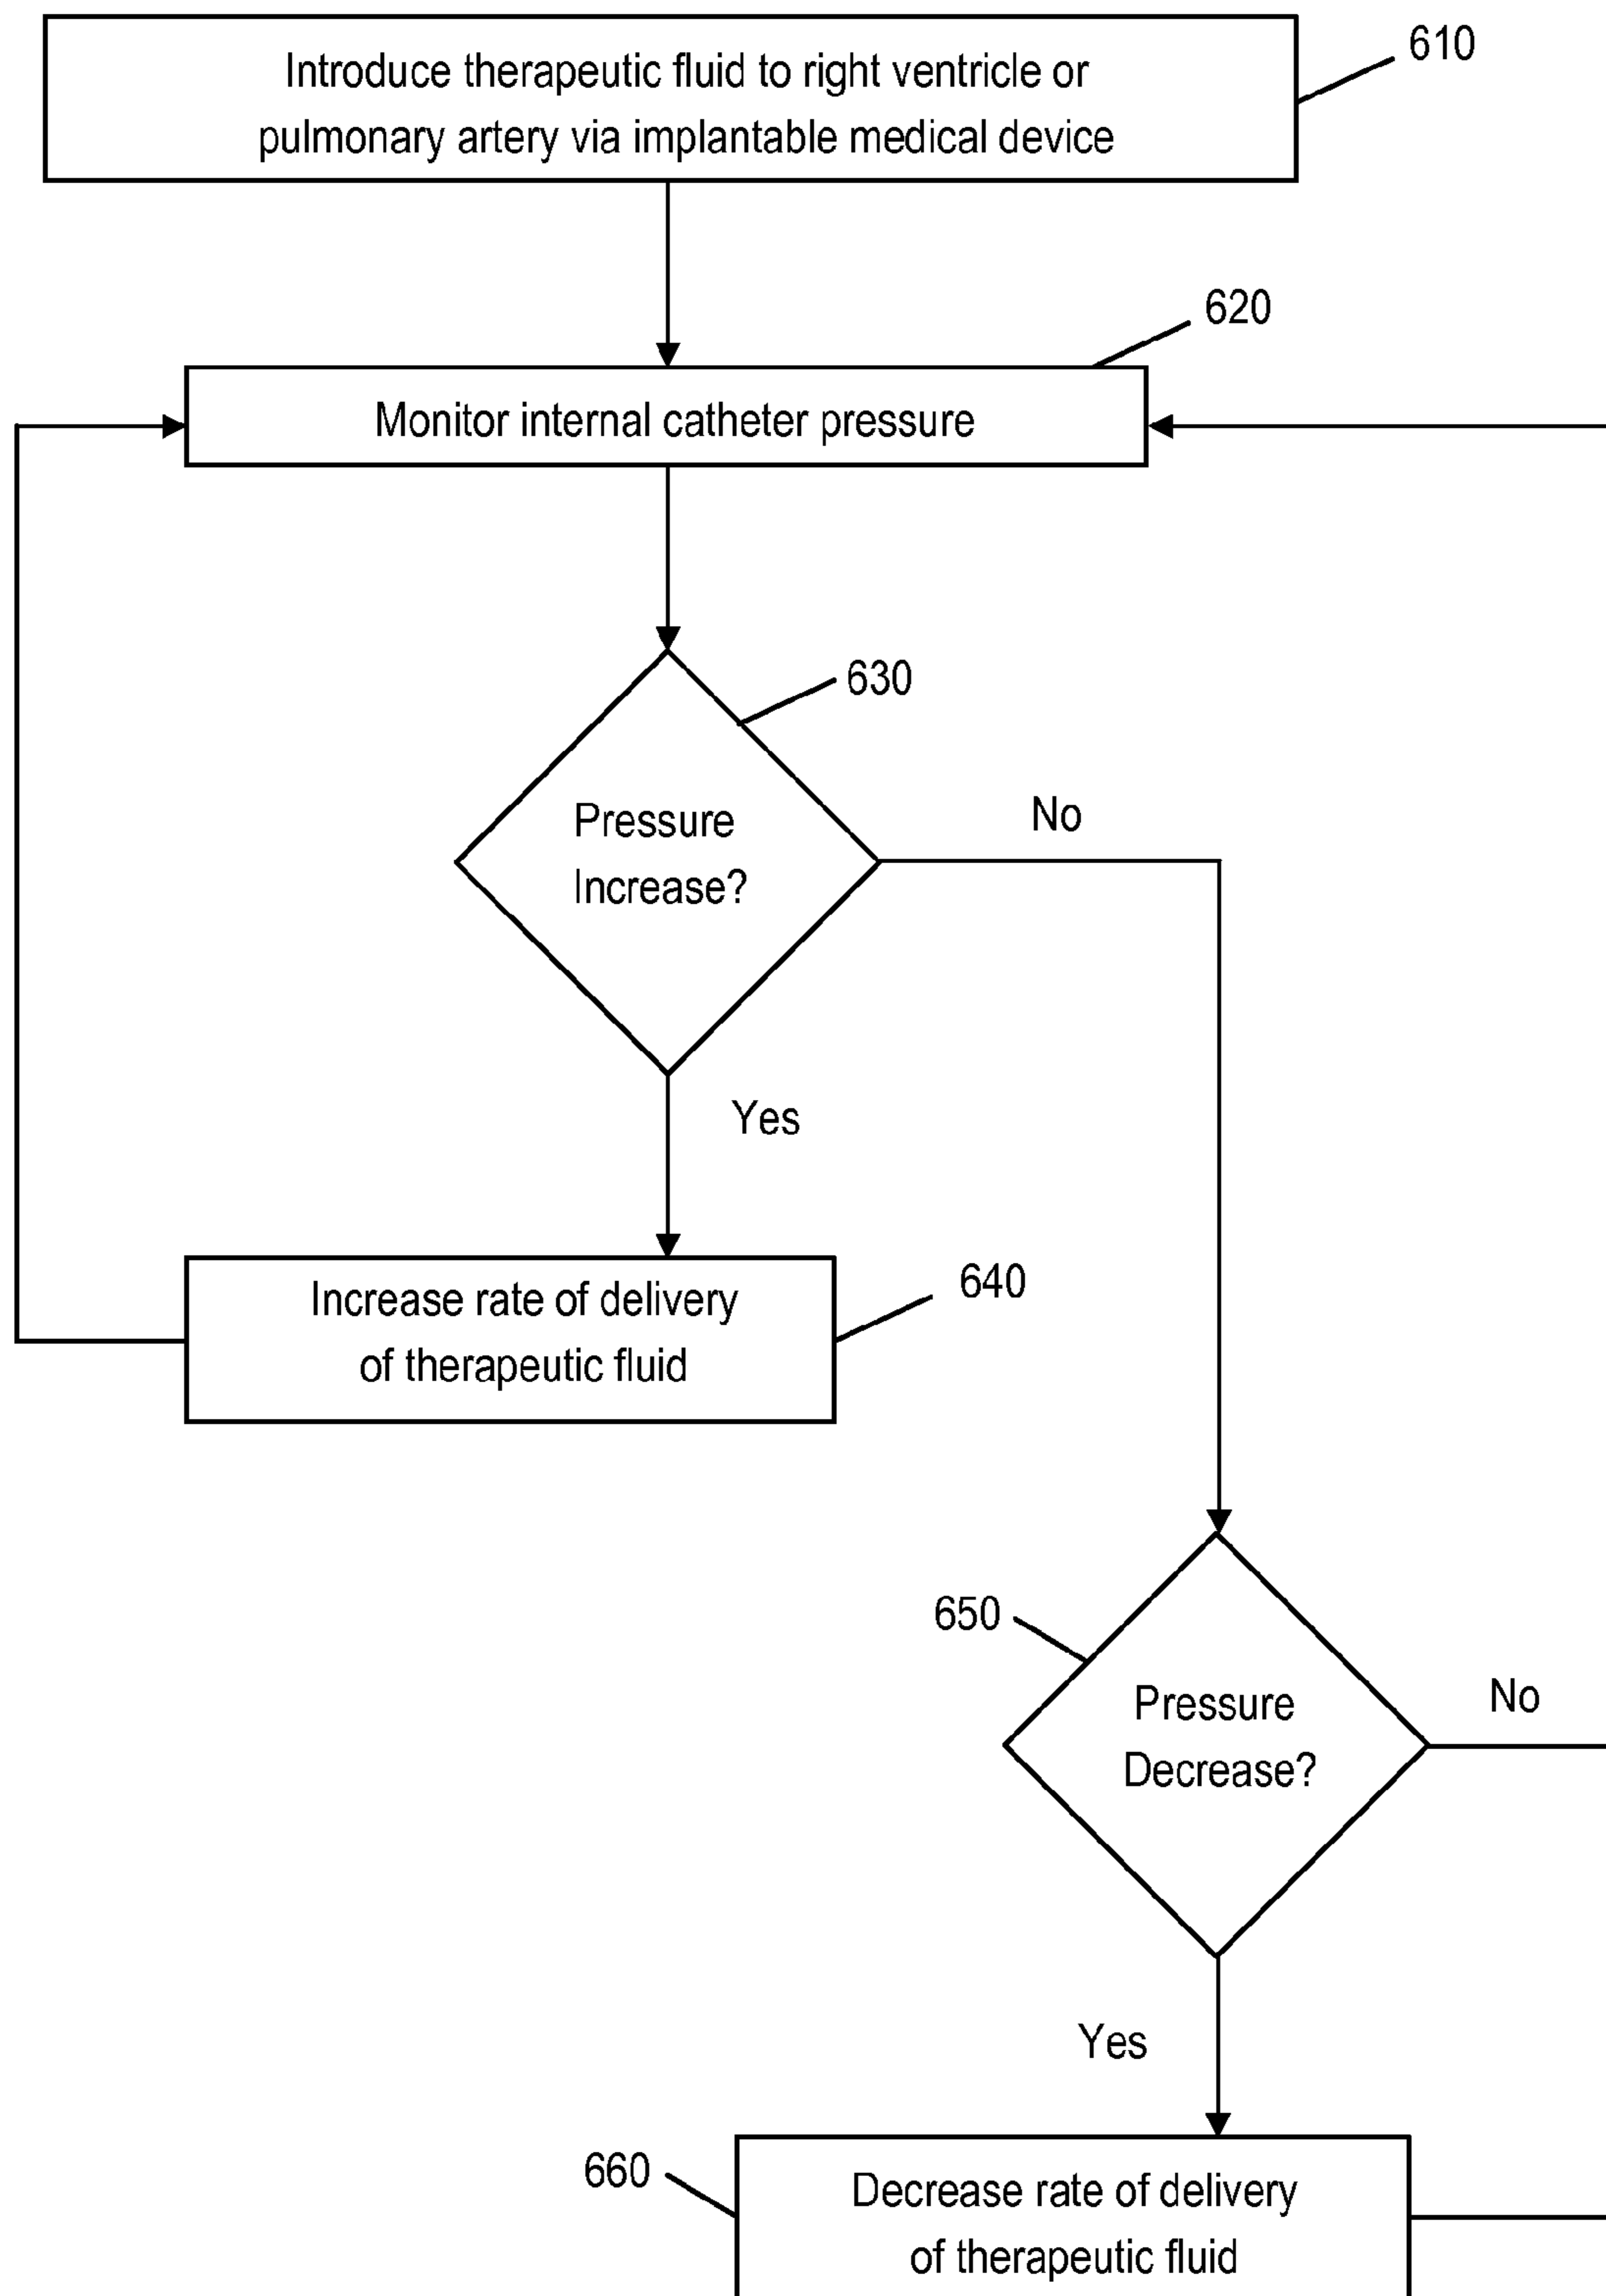 Introduce therapeutic fluid to right ventricle or
pulmonary artery via implantable medical device
610
620
Monitor internal catheter pressure
630
Pressure
Increase?
No
Yes
Increase rate of delivery
of therapeutic fluid
640
650
Pressure
Decrease?
No
Yes
660
Decrease rate of delivery
of therapeutic fluid